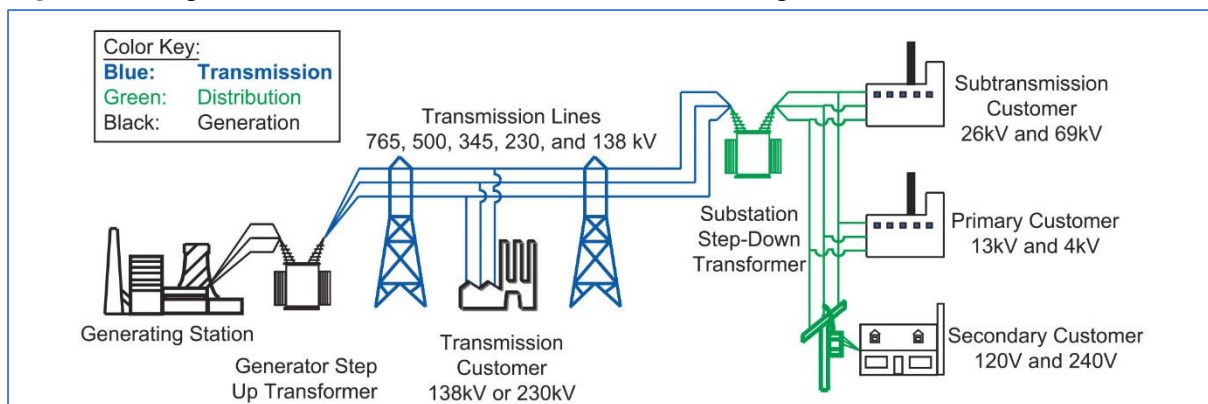 Color Key:
Blue: Transmission
Green: Distribution
Black: Generation
Transmission Lines
765, 500, 345, 230, and 138 kV
Subtransmission
Customer
26kV and 69kV
Substation
Step-Down
Transformer
Primary Customer
13kV and 4kV
Generating Station
Generator Step
Up Transformer
Transmission
Customer
138kV or 230kV
Secondary Customer
120V and 240V